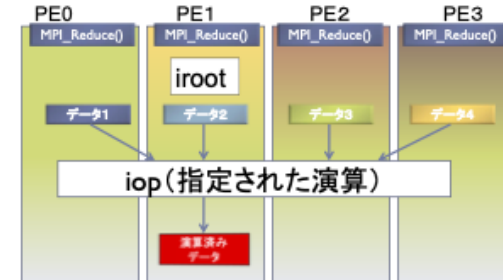 PE0 PE1 PE2 PE3
MPI_Reduce() MPI_Reduce() MPI_Reduce() MPI_Reduce()
iroot
データ1 データ2 データ3 データ4
iop(指定された演算)
演算済み
データ